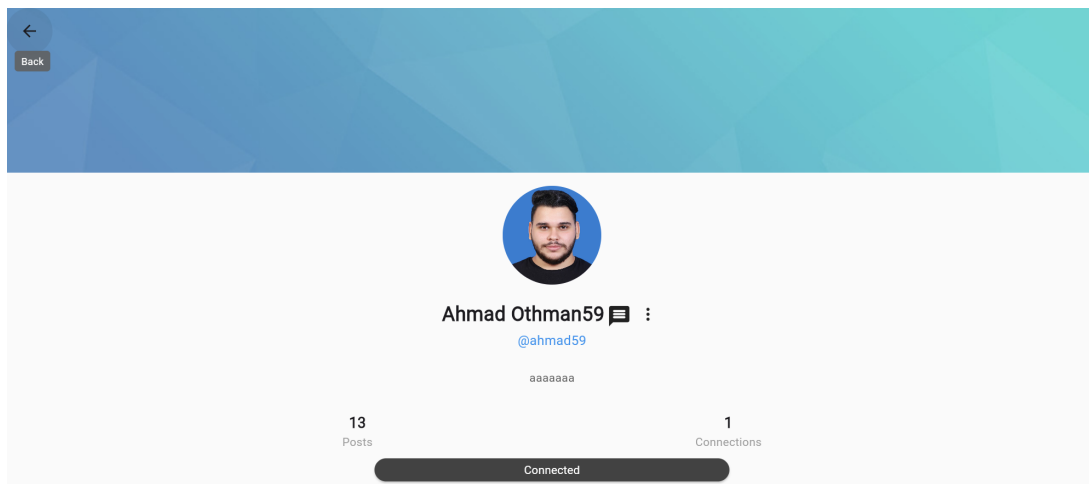 Back
Ahmad Othman59
@ahmad59
aaaaaaa
13
Posts
1
Connections
Connected